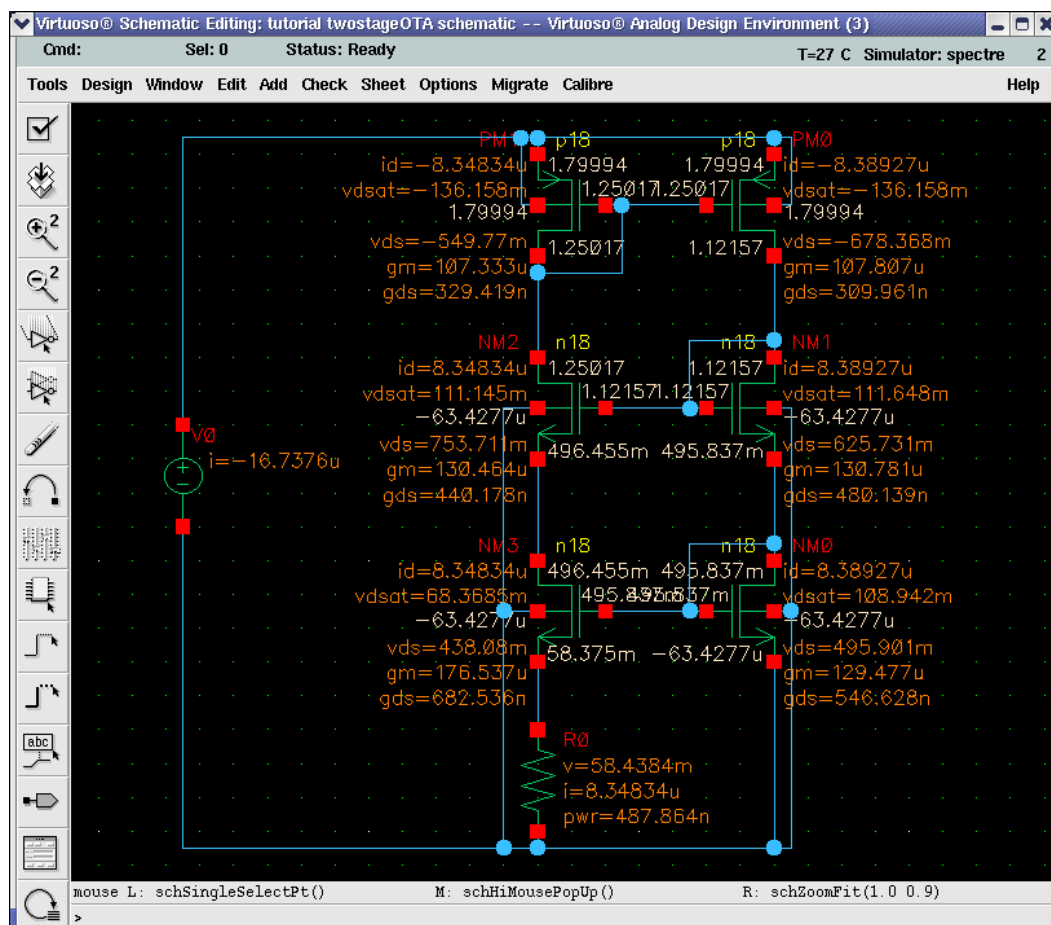 Virtuoso® Schematic Editing: tutorial twostageOTA schematic -- Virtuoso® Analog Design Environment (3)
Cmd: Sel: 0 Status: Ready T=27 C Simulator: spectre 2
Tools Design Window Edit Add Check Sheet Options Migrate Calibre Help
PM1 p18 p18 PM0
id=-8.34834u 1.79994 1.79994 id=-8.38927u
vdsat=-136.158m 1.25017 1.25017 vdsat=-136.158m
1.79994 1.79994
vds=-549.77m 1.25017 1.12157 vds=-678.368m
gm=107.333u gm=107.807u
gds=329.419n gds=309.961n
NM2 n18 n18 NM1
id=8.34834u 1.25017 1.12157 id=8.38927u
vdsat=111.145m 1.12157 1.12157 vdsat=111.648m
-63.4277u -63.4277u
V0
i=-16.7376u
vds=753.711m 496.455m 495.837m vds=625.731m
gm=130.464u gm=130.781u
gds=440.178n gds=480.139n
NM3 n18 n18 NM0
id=8.34834u 496.455m 495.837m id=8.38927u
vdsat=68.3685m 495.837m 495.837m vdsat=108.942m
-63.4277u -63.4277u
vds=438.08m 58.375m -63.4277u vds=495.901m
gm=176.537u gm=129.477u
gds=682.536n gds=546.628n
R0
v=58.4384m
i=8.34834u
pwr=487.864n
abc
mouse L: schSingleSelectPt() M: schHiMousePopUp() R: schZoomFit(1.0 0.9)
>